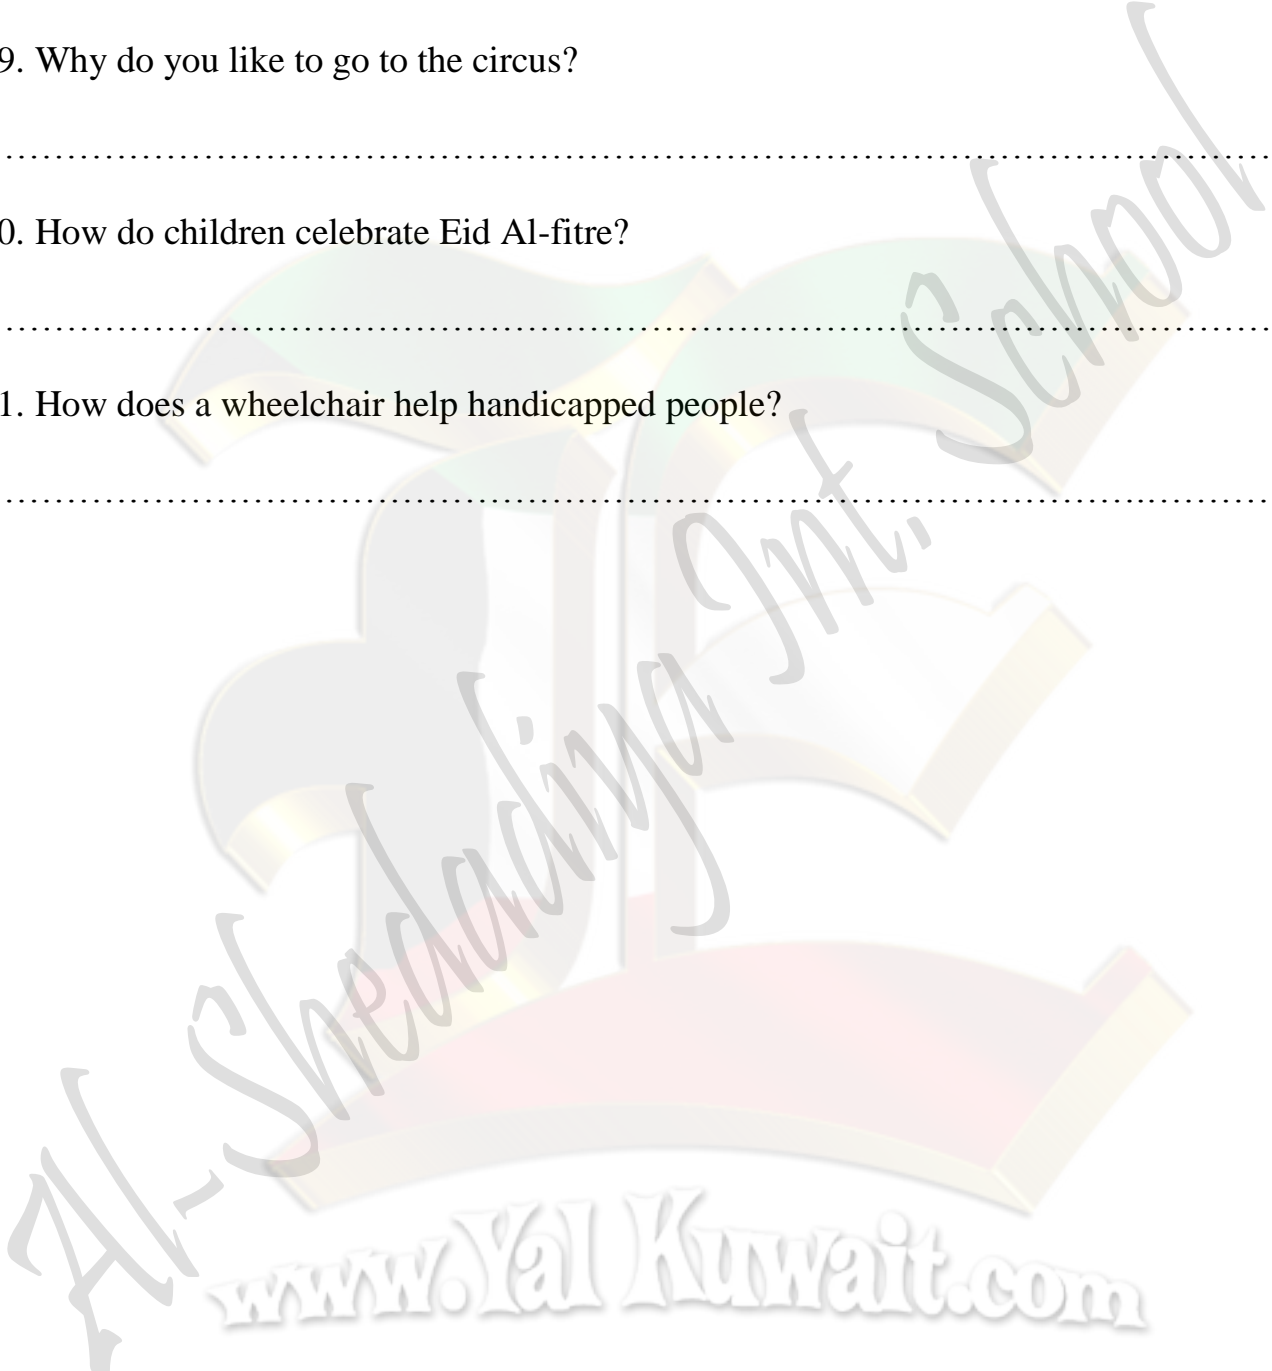 9. Why do you like to go to the circus?
………………………………………………………………………………………
0. How do children celebrate Eid Al-fitre?
………………………………………………………………………………………
1. How does a wheelchair help handicapped people?
………………………………………………………………………………………
Al-Shedadiya Int. School
www.Yal Kuwait.com